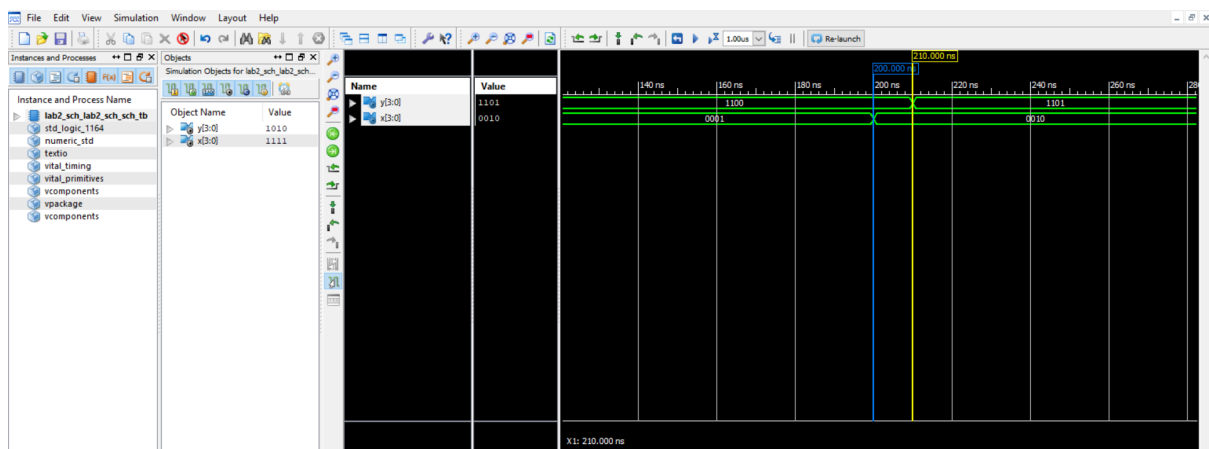 File Edit View Simulation Window Layout Help
1.00us Re-launch
Instances and Processes
Instance and Process Name
lab2_sch_lab2_sch_sch_tb
std_logic_1164
numeric_std
textio
vital_timing
vital_primitives
vcomponents
vpackage
vcomponents
Objects
Simulation Objects for lab2_sch_lab2_sch...
Object Name Value
y[3:0] 1010
x[3:0] 1111
Name Value
y[3:0] 1101
x[3:0] 0010
210.000 ns
200.000 ns
140 ns 160 ns 180 ns 200 ns 220 ns 240 ns 260 ns 28
1100 1101
0001 0010
X1: 210.000 ns